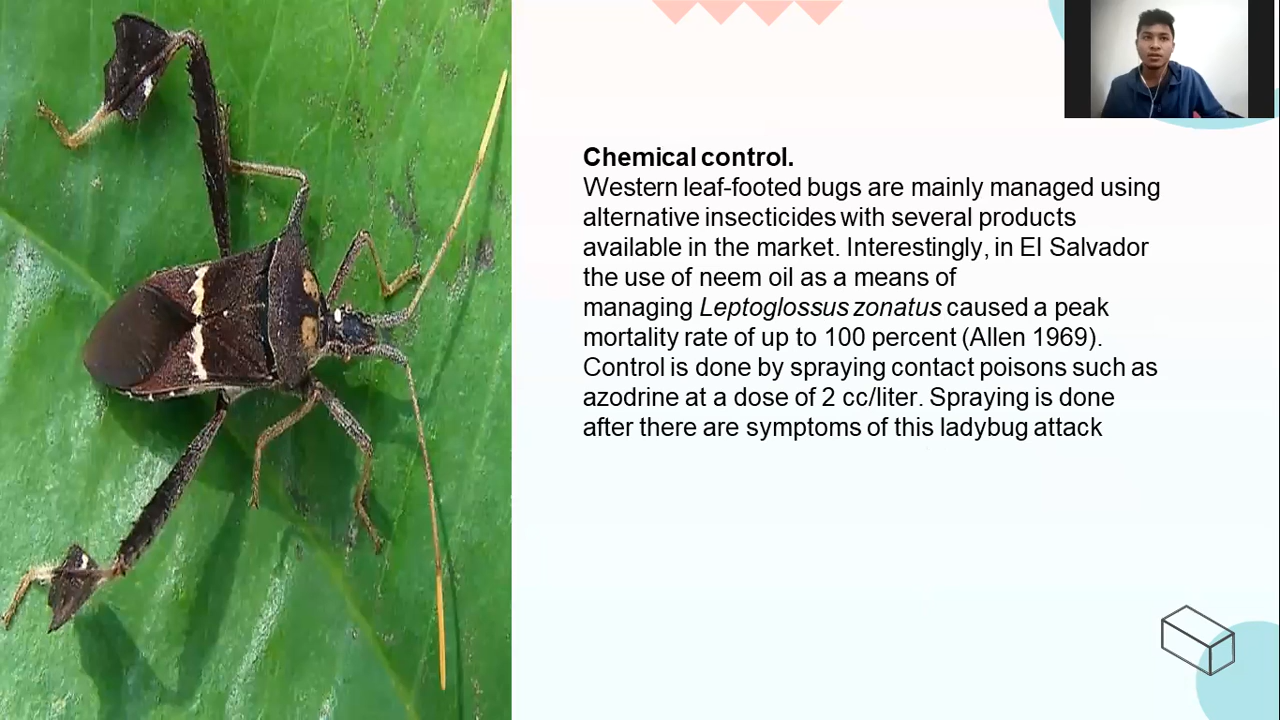 Chemical control.
Western leaf-footed bugs are mainly managed using
alternative insecticides with several products
available in the market. Interestingly, in El Salvador
the use of neem oil as a means of
managing Leptoglossus zonatus caused a peak
mortality rate of up to 100 percent (Allen 1969).
Control is done by spraying contact poisons such as
azodrine at a dose of 2 cc/liter. Spraying is done
after there are symptoms of this ladybug attack